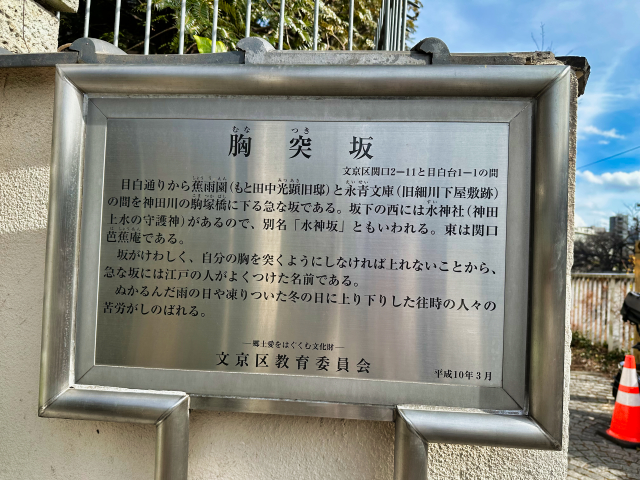 胸突坂
文京区関口2−11と目白台1−1の間
目白通りから蕉雨園(もと田中光顕旧邸)と永青文庫(旧細川下屋敷跡)
の間を神田川の駒塚橋に下る急な坂である。坂下の西には水神社(神田
上水の守護神)があるので、別名「水神坂」ともいわれる。東は関口
芭蕉庵である。
坂がけわしく、自分の胸を突くようにしなければ上れないことから、
急な坂には江戸の人がよくつけた名前である。
ぬかるんだ雨の日や凍りついた冬の日に上り下りした往時の人々の
苦労がしのばれる。
―郷土愛をはぐくむ文化財―
文京区教育委員会
平成10年3月